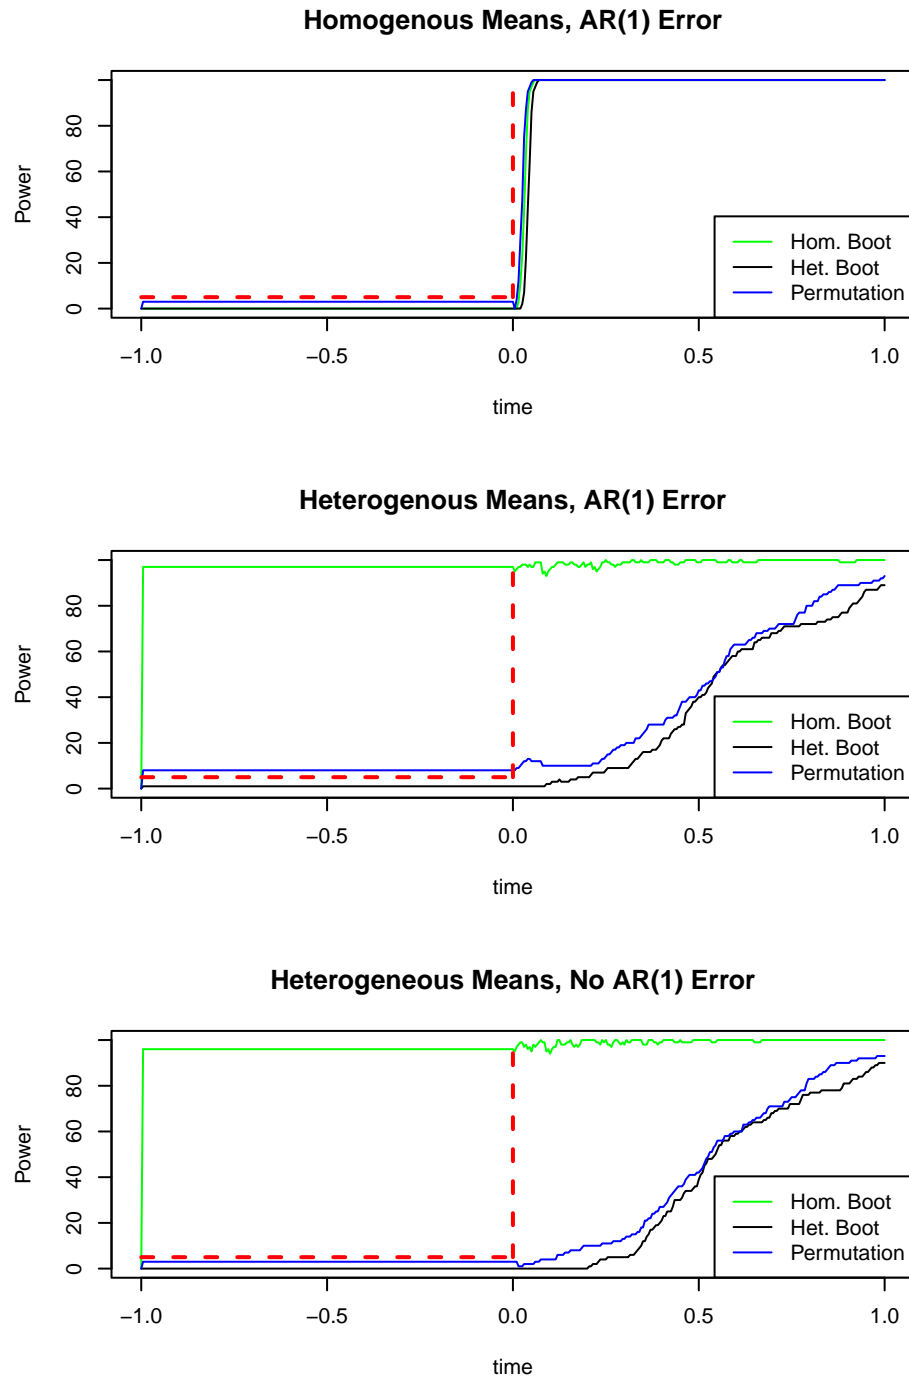 Homogenous Means, AR(1) Error
Power
0 20 40 60 80
−1.0 −0.5 0.0 0.5 1.0
time
Hom. Boot
Het. Boot
Permutation
Heterogenous Means, AR(1) Error
Power
0 20 40 60 80
−1.0 −0.5 0.0 0.5 1.0
time
Hom. Boot
Het. Boot
Permutation
Heterogeneous Means, No AR(1) Error
Power
0 20 40 60 80
−1.0 −0.5 0.0 0.5 1.0
time
Hom. Boot
Het. Boot
Permutation